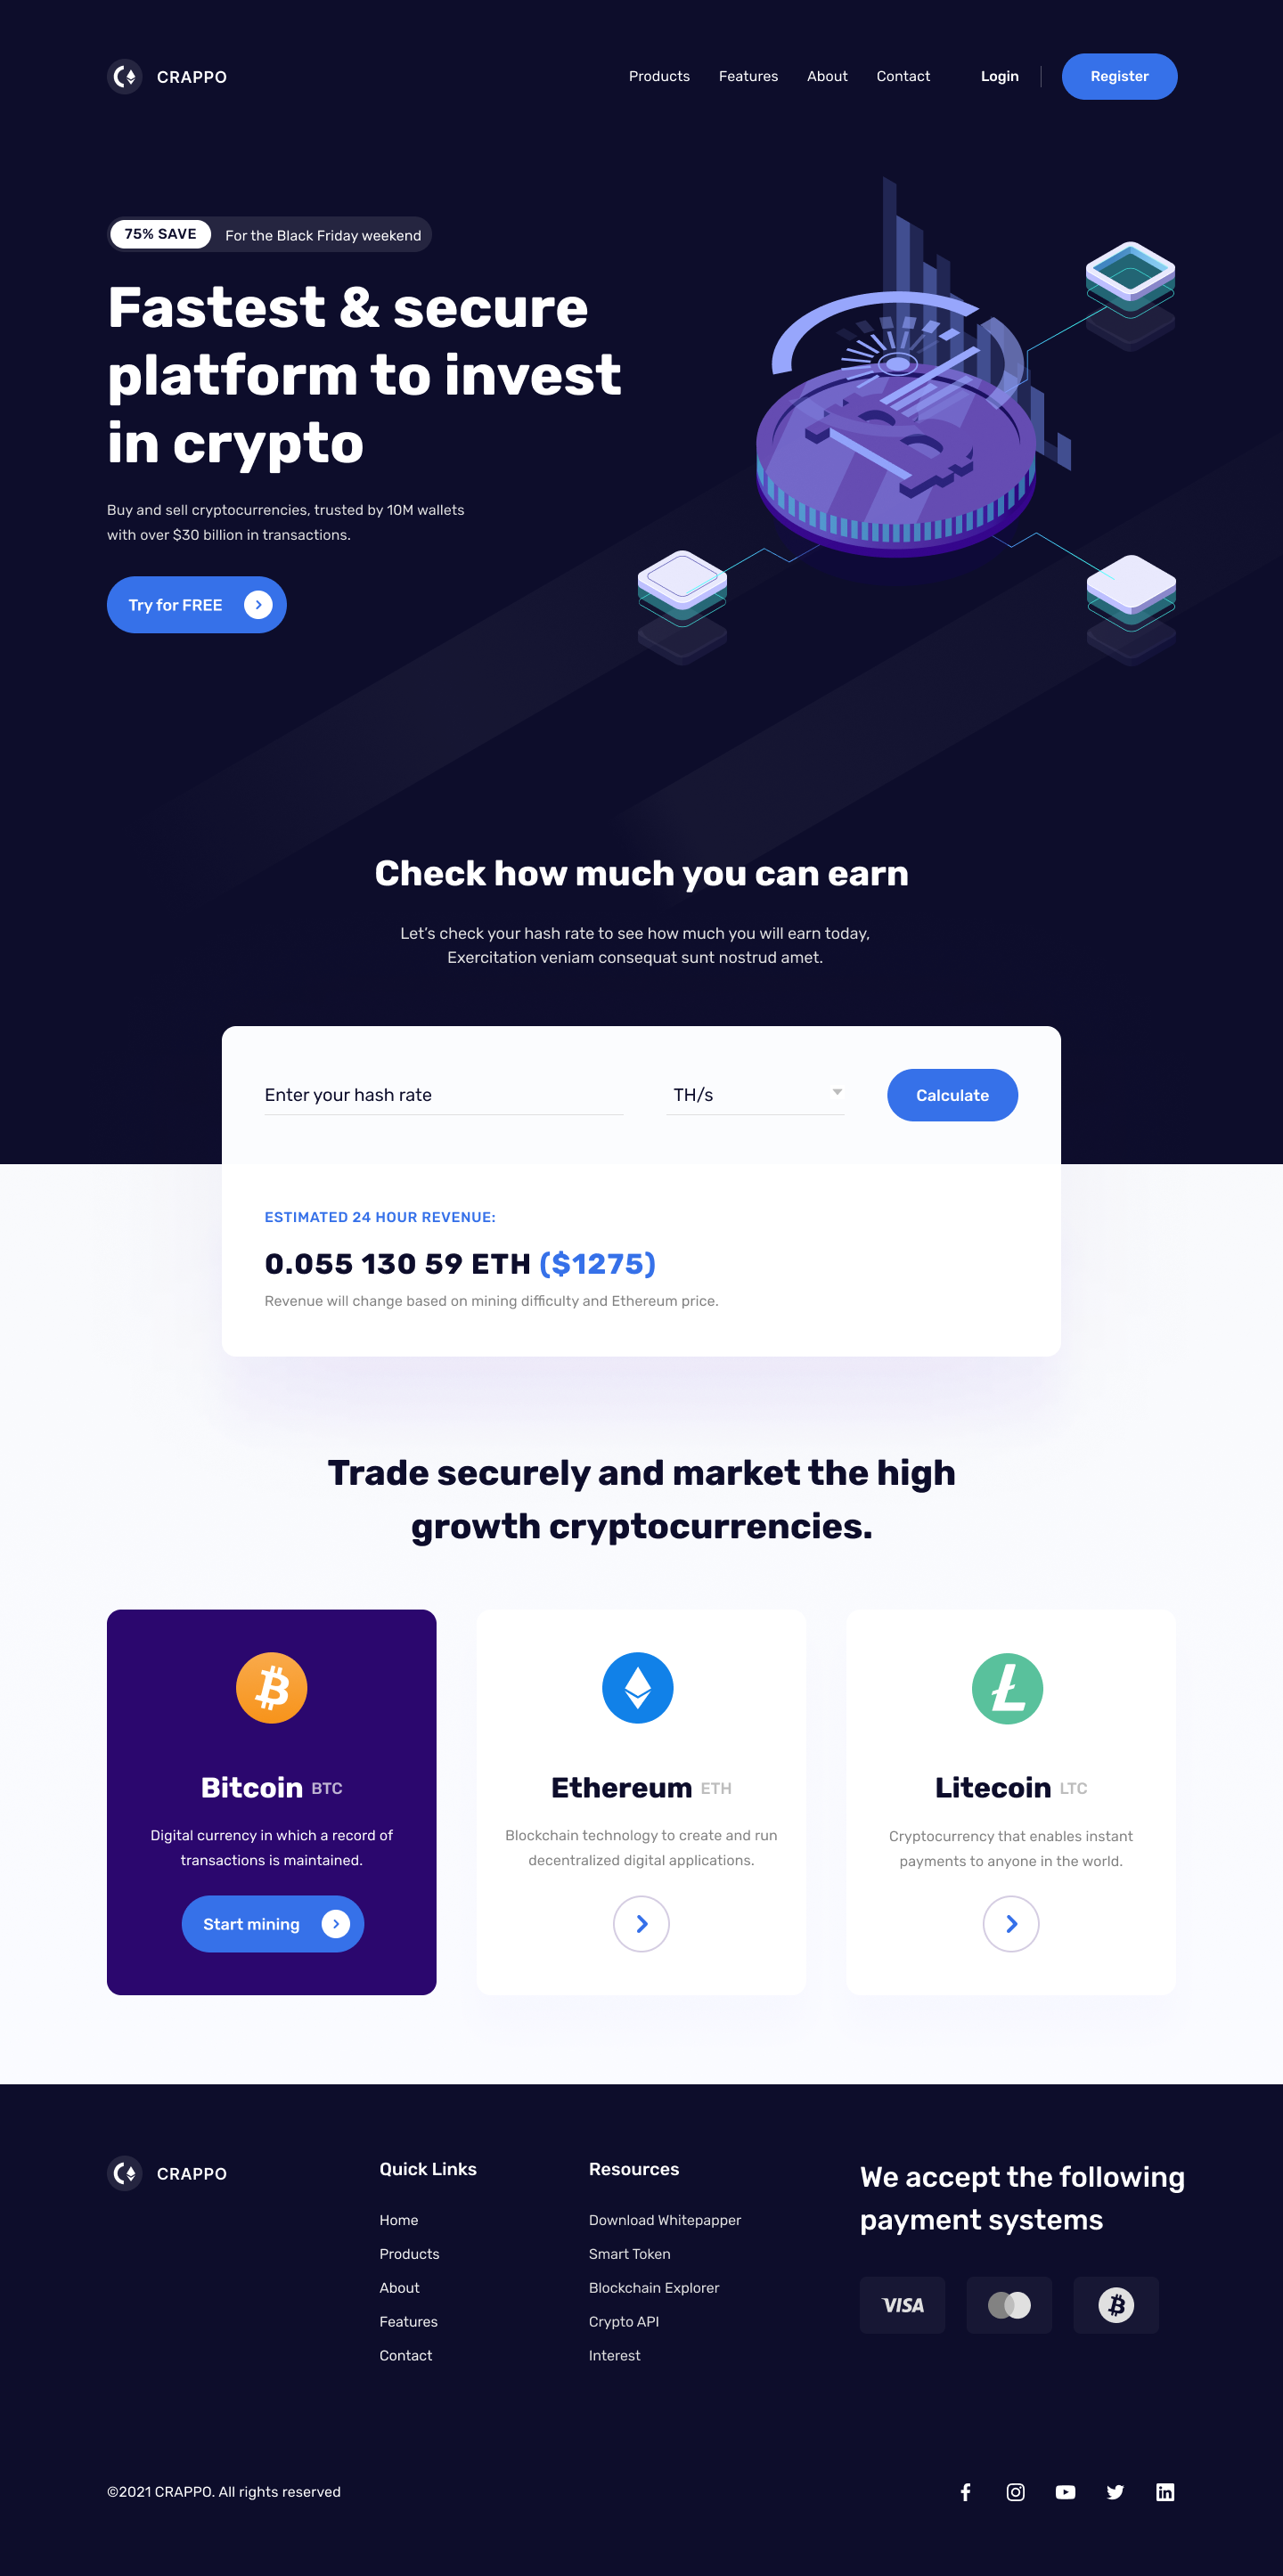 CRAPPO
Products Features About Contact Login Register
75% SAVE For the Black Friday weekend
Fastest & secure
platform to invest
in crypto
Buy and sell cryptocurrencies, trusted by 10M wallets
with over $30 billion in transactions.
Try for FREE
Check how much you can earn
Let’s check your hash rate to see how much you will earn today,
Exercitation veniam consequat sunt nostrud amet.
Enter your hash rate TH/s Calculate
ESTIMATED 24 HOUR REVENUE:
0.055 130 59 ETH ($1275)
Revenue will change based on mining difficulty and Ethereum price.
Trade securely and market the high
growth cryptocurrencies.
Bitcoin BTC
Digital currency in which a record of
transactions is maintained.
Start mining
Ethereum ETH
Blockchain technology to create and run
decentralized digital applications.
Litecoin LTC
Cryptocurrency that enables instant
payments to anyone in the world.
CRAPPO
Quick Links
Home
Products
About
Features
Contact
Resources
Download Whitepapper
Smart Token
Blockchain Explorer
Crypto API
Interest
We accept the following
payment systems
VISA
©2021 CRAPPO. All rights reserved